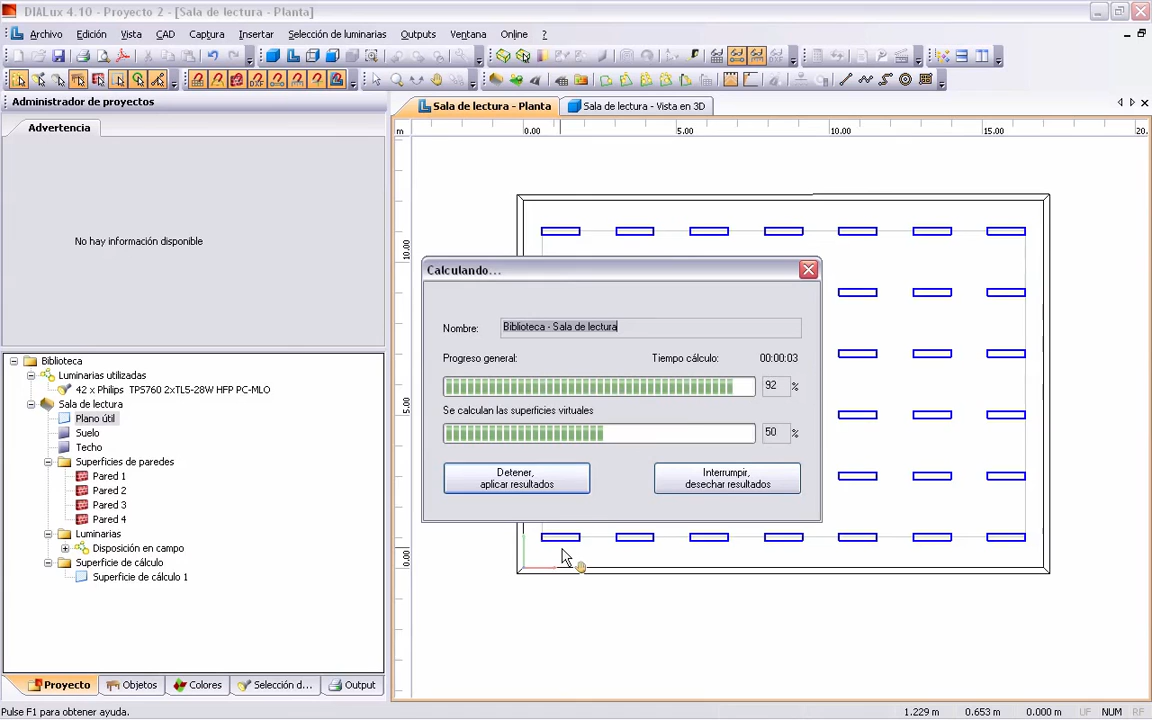 DIALux 4.10 - Proyecto 2 - [Sala de lectura - Planta]
Archivo Edición Vista CAD Captura Insertar Selección de luminarias Outputs Ventana Online ?
Administrador de proyectos
Advertencia
No hay información disponible
Biblioteca
Luminarias utilizadas
42 x Philips TPS760 2xTL5-28W HFP PC-MLO
Sala de lectura
Plano útil
Suelo
Techo
Superficies de paredes
Pared 1
Pared 2
Pared 3
Pared 4
Luminarias
Disposición en campo
Superficie de cálculo
Superficie de cálculo 1
Proyecto Objetos Colores Selección d... Output
Sala de lectura - Planta Sala de lectura - Vista en 3D
m 0.00 5.00 10.00 15.00 20.
10.00
5.00
0.00
Calculando...
Nombre: Biblioteca - Sala de lectura
Progreso general: Tiempo cálculo: 00:00:03
92 %
Se calculan las superficies virtuales
50 %
Detener,
aplicar resultados
Interrumpir,
desechar resultados
Pulse F1 para obtener ayuda. 1.229 m 0.653 m 0.000 m UF NUM RF